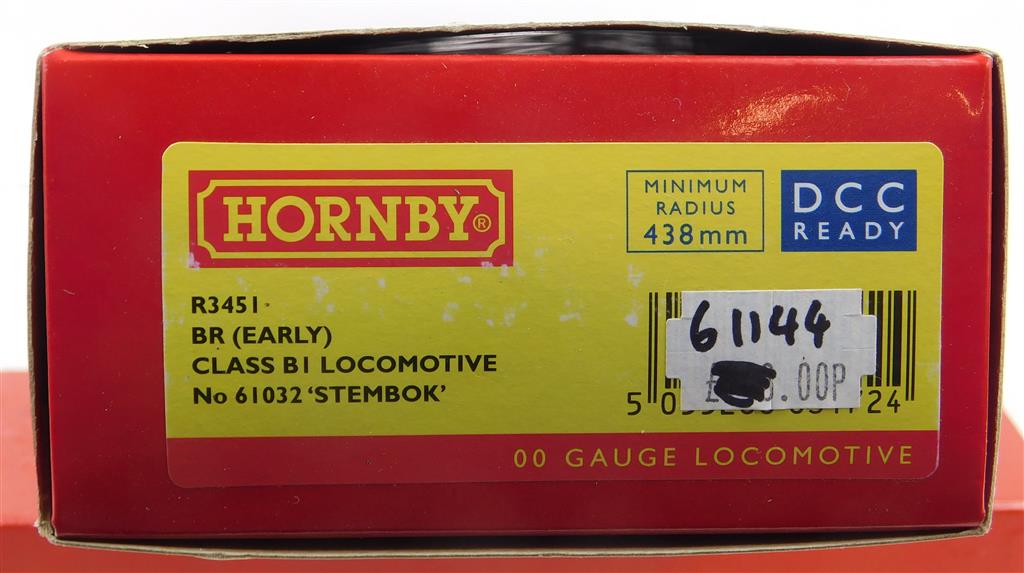 HORNBY®
MINIMUM
RADIUS
438mm
DCC
READY
R3451
BR (EARLY)
CLASS B1 LOCOMOTIVE
No 61032 ‘STEMBOK’
61144
.00P
24
00 GAUGE LOCOMOTIVE